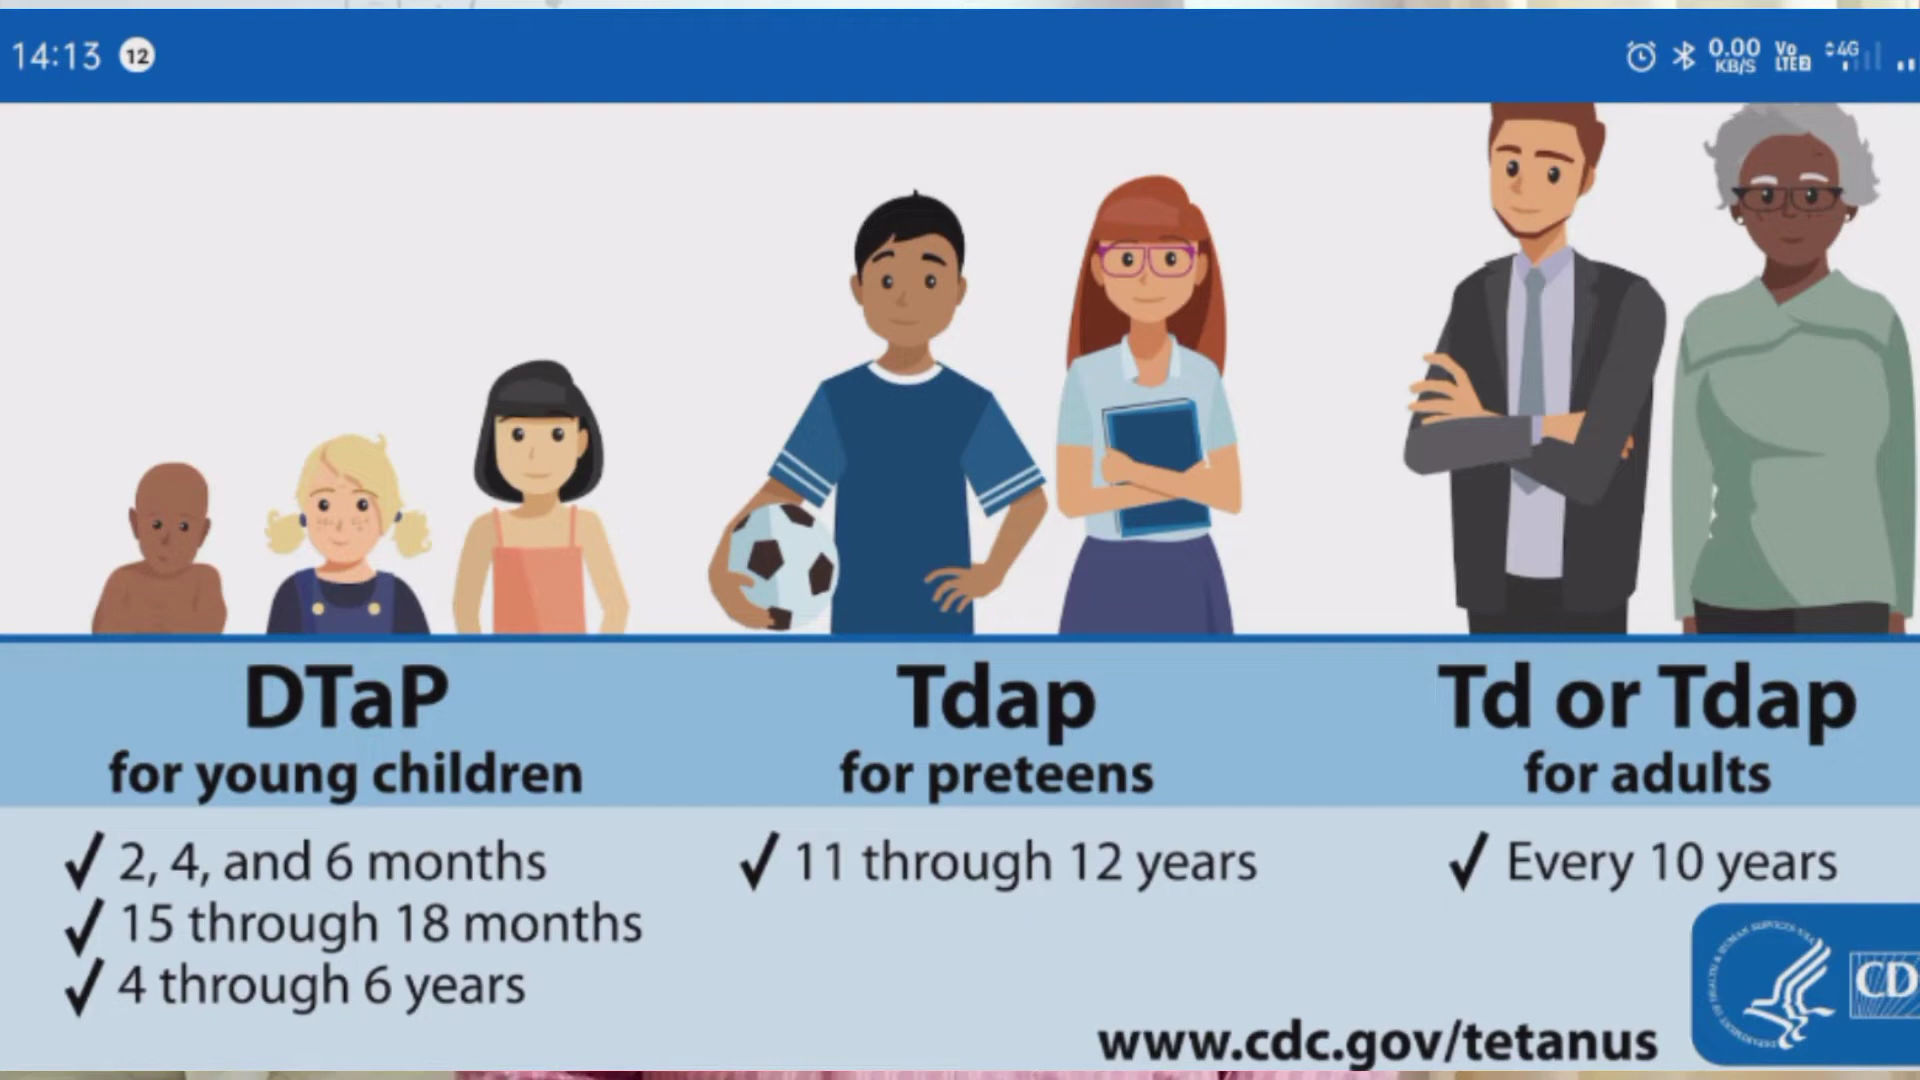 14:13 12
0.00 KB/S Vo LTE2 4G
DTaP
for young children
2, 4, and 6 months
15 through 18 months
4 through 6 years
Tdap
for preteens
11 through 12 years
Td or Tdap
for adults
Every 10 years
www.cdc.gov/tetanus
CD